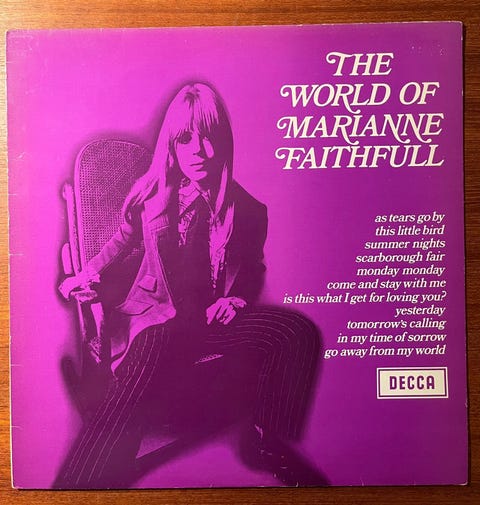 THE
WORLD OF
MARIANNE
FAITHFULL
as tears go by
this little bird
summer nights
scarborough fair
monday monday
come and stay with me
is this what I get for loving you?
yesterday
tomorrow's calling
in my time of sorrow
go away from my world
DECCA